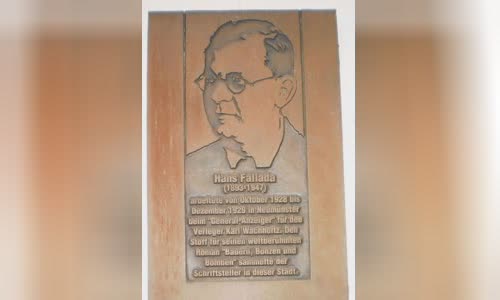 Hans Fallada
(1893-1947)
arbeitete von Oktober 1928 bis
Dezember 1929 in Neumünster
beim "General-Anzeiger" für den
Verleger Karl Wachholtz. Den
Stoff für seinen weltberühmten
Roman "Bauern, Bonzen und
Bomben" sammelte der
Schriftsteller in dieser Stadt.